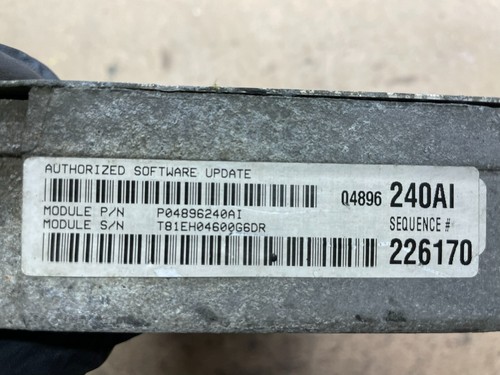 AUTHORIZED SOFTWARE UPDATE
04896 240AI
MODULE P/N P04896240AI
SEQUENCE #
MODULE S/N T81EH04600G6DR
226170